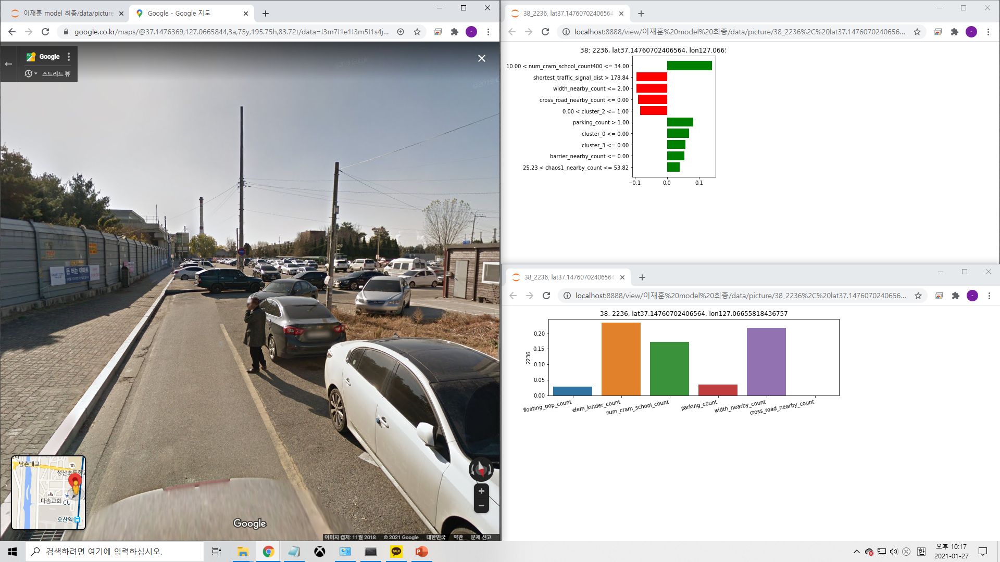 이재훈 model 최종/data/picture
Google - Google 지도
google.co.kr/maps/@37.1476369,127.0665844,3a,75y,195.75h,83.72t/data=!3m7!1e1!3m5!1s4j...
Google
스트리트 뷰
돈 버는 아파트
남촌대교
성산초등학교
다솜교회
CU
오산역
Google
이미지 캡처: 11월 2018
© 2021 Google
대한민국
약관
문제 신고
38_2236, lat37.14760702406564
localhost:8888/view/이재훈%20model%20최종/data/picture/38_2236%2C%20lat37.1476070240656...
38: 2236, lat37.14760702406564, lon127.065
10.00 < num_cram_school_count400 <= 34.00
shortest_traffic_signal_dist > 178.84
width_nearby_count <= 2.00
cross_road_nearby_count <= 0.00
0.00 < cluster_2 <= 1.00
parking_count > 1.00
cluster_0 <= 0.00
cluster_3 <= 0.00
barrier_nearby_count <= 0.00
25.23 < chaos1_nearby_count <= 53.82
−0.1 0.0 0.1
38_2236, lat37.14760702406564
localhost:8888/view/이재훈%20model%20최종/data/picture/38_2236%2C%20lat37.1476070240656...
38: 2236, lat37.14760702406564, lon127.06655818436757
2236
0.20
0.15
0.10
0.05
0.00
floating_pop_count
elem_kinder_count
num_cram_school_count
parking_count
width_nearby_count
cross_road_nearby_count
검색하려면 여기에 입력하십시오.
TALK
한
오후 10:17
2021-01-27